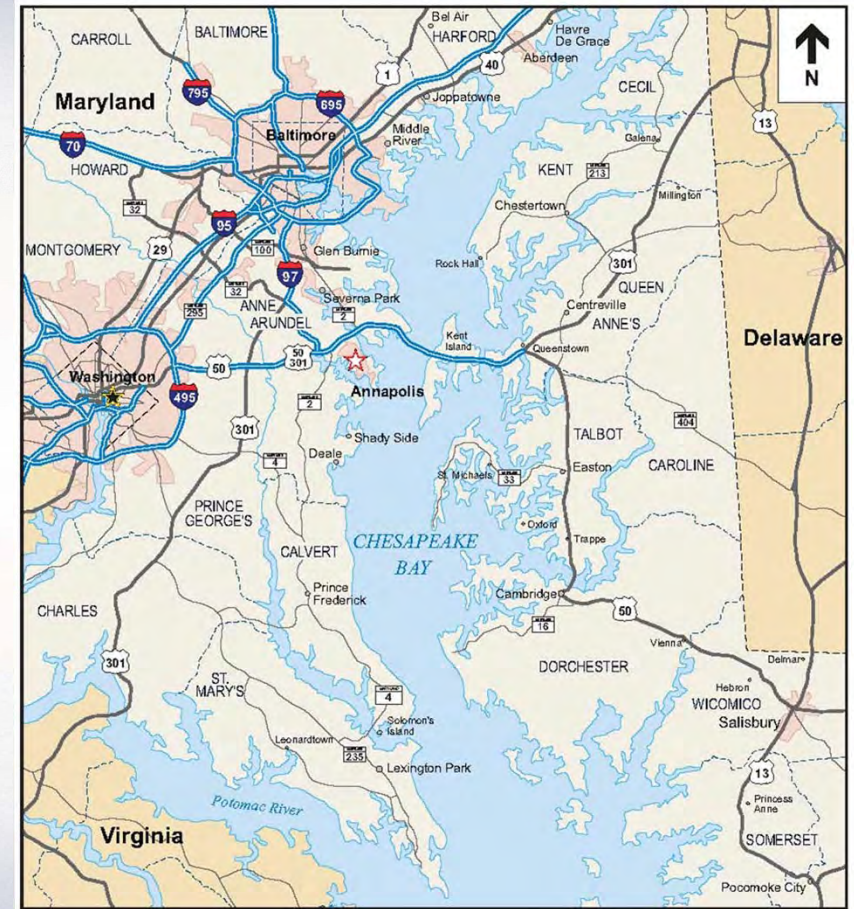 CARROLL
BALTIMORE
Bel Air
HARFORD
Havre
De Grace
Aberdeen
N
1
40
795
695
CECIL
Maryland
Joppatowne
13
Baltimore
Middle
River
70
Galena
HOWARD
KENT
213
32
Chestertown
Millington
95
MONTGOMERY
29
100
Glen Burnie
Rock Hall
301
97
QUEEN
ANNE'S
32
Severna Park
295
ANNE
ARUNDEL
2
Centreville
Kent
Island
Delaware
Queenstown
50
301
50
Washington
495
Annapolis
2
301
404
Shady Side
TALBOT
4
Deale
CAROLINE
St. Michaels
33
Easton
PRINCE
GEORGE'S
Oxford
CHESAPEAKE
BAY
Trappe
CALVERT
Prince
Frederick
Cambridge
CHARLES
50
16
Vienna
301
DORCHESTER
Delmar
ST.
MARY'S
Hebron
4
WICOMICO
Salisbury
Solomon's
Island
Leonardtown
235
Lexington Park
13
Potomac River
Princess
Anne
Virginia
SOMERSET
Pocomoke City